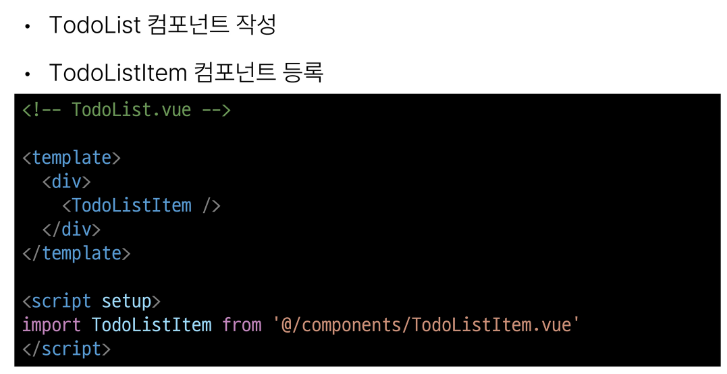 • TodoList 컴포넌트 작성
• TodoListItem 컴포넌트 등록
<!-- TodoList.vue -->
<template>
  <div>
    <TodoListItem />
  </div>
</template>
<script setup>
import TodoListItem from '@/components/TodoListItem.vue'
</script>